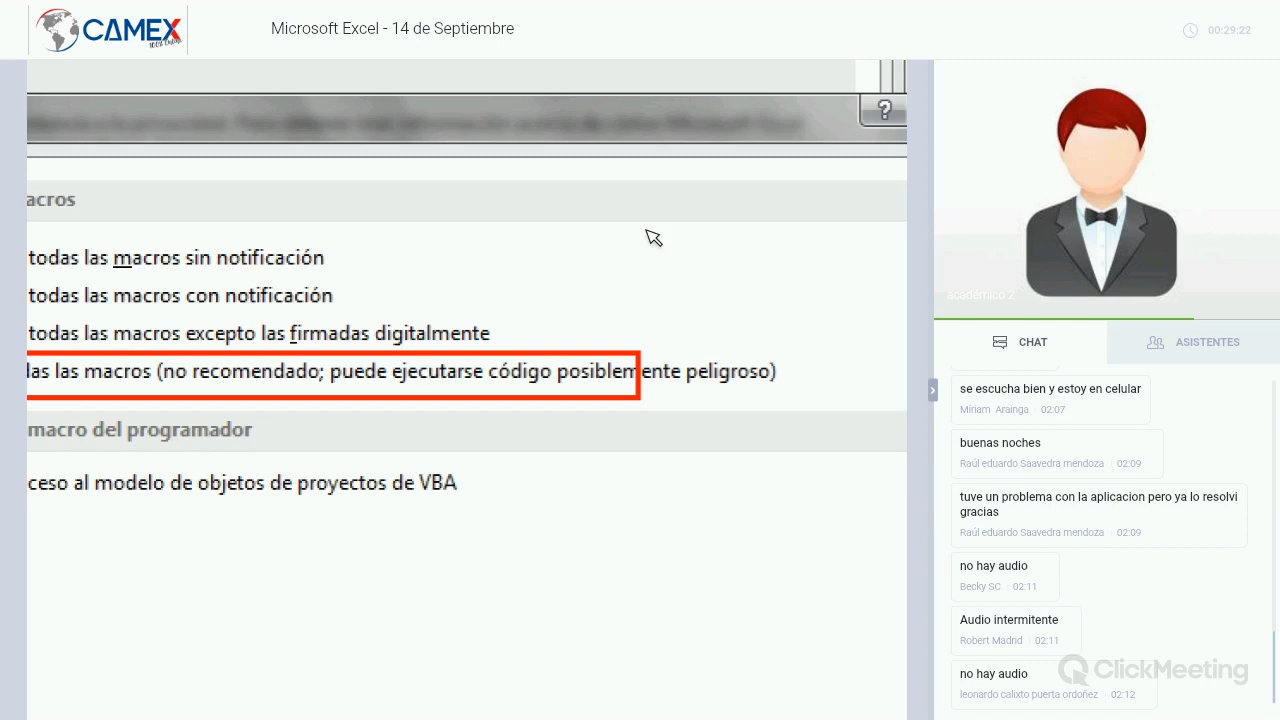 CAMEX
100% Online
Microsoft Excel - 14 de Septiembre
00:29:22
?
acros
todas las macros sin notificación
todas las macros con notificación
todas las macros excepto las firmadas digitalmente
las las macros (no recomendado; puede ejecutarse código posiblemente peligroso)
macro del programador
ceso al modelo de objetos de proyectos de VBA
académico 2
CHAT
ASISTENTES
se escucha bien y estoy en celular
Míriam Arainga 02:07
buenas noches
Raúl eduardo Saavedra mendoza 02:09
tuve un problema con la aplicacion pero ya lo resolvi
gracias
Raúl eduardo Saavedra mendoza 02:09
no hay audio
Becky SC 02:11
Audio intermitente
Robert Madrid 02:11
no hay audio
leonardo calixto puerta ordoñez 02:12
ClickMeeting